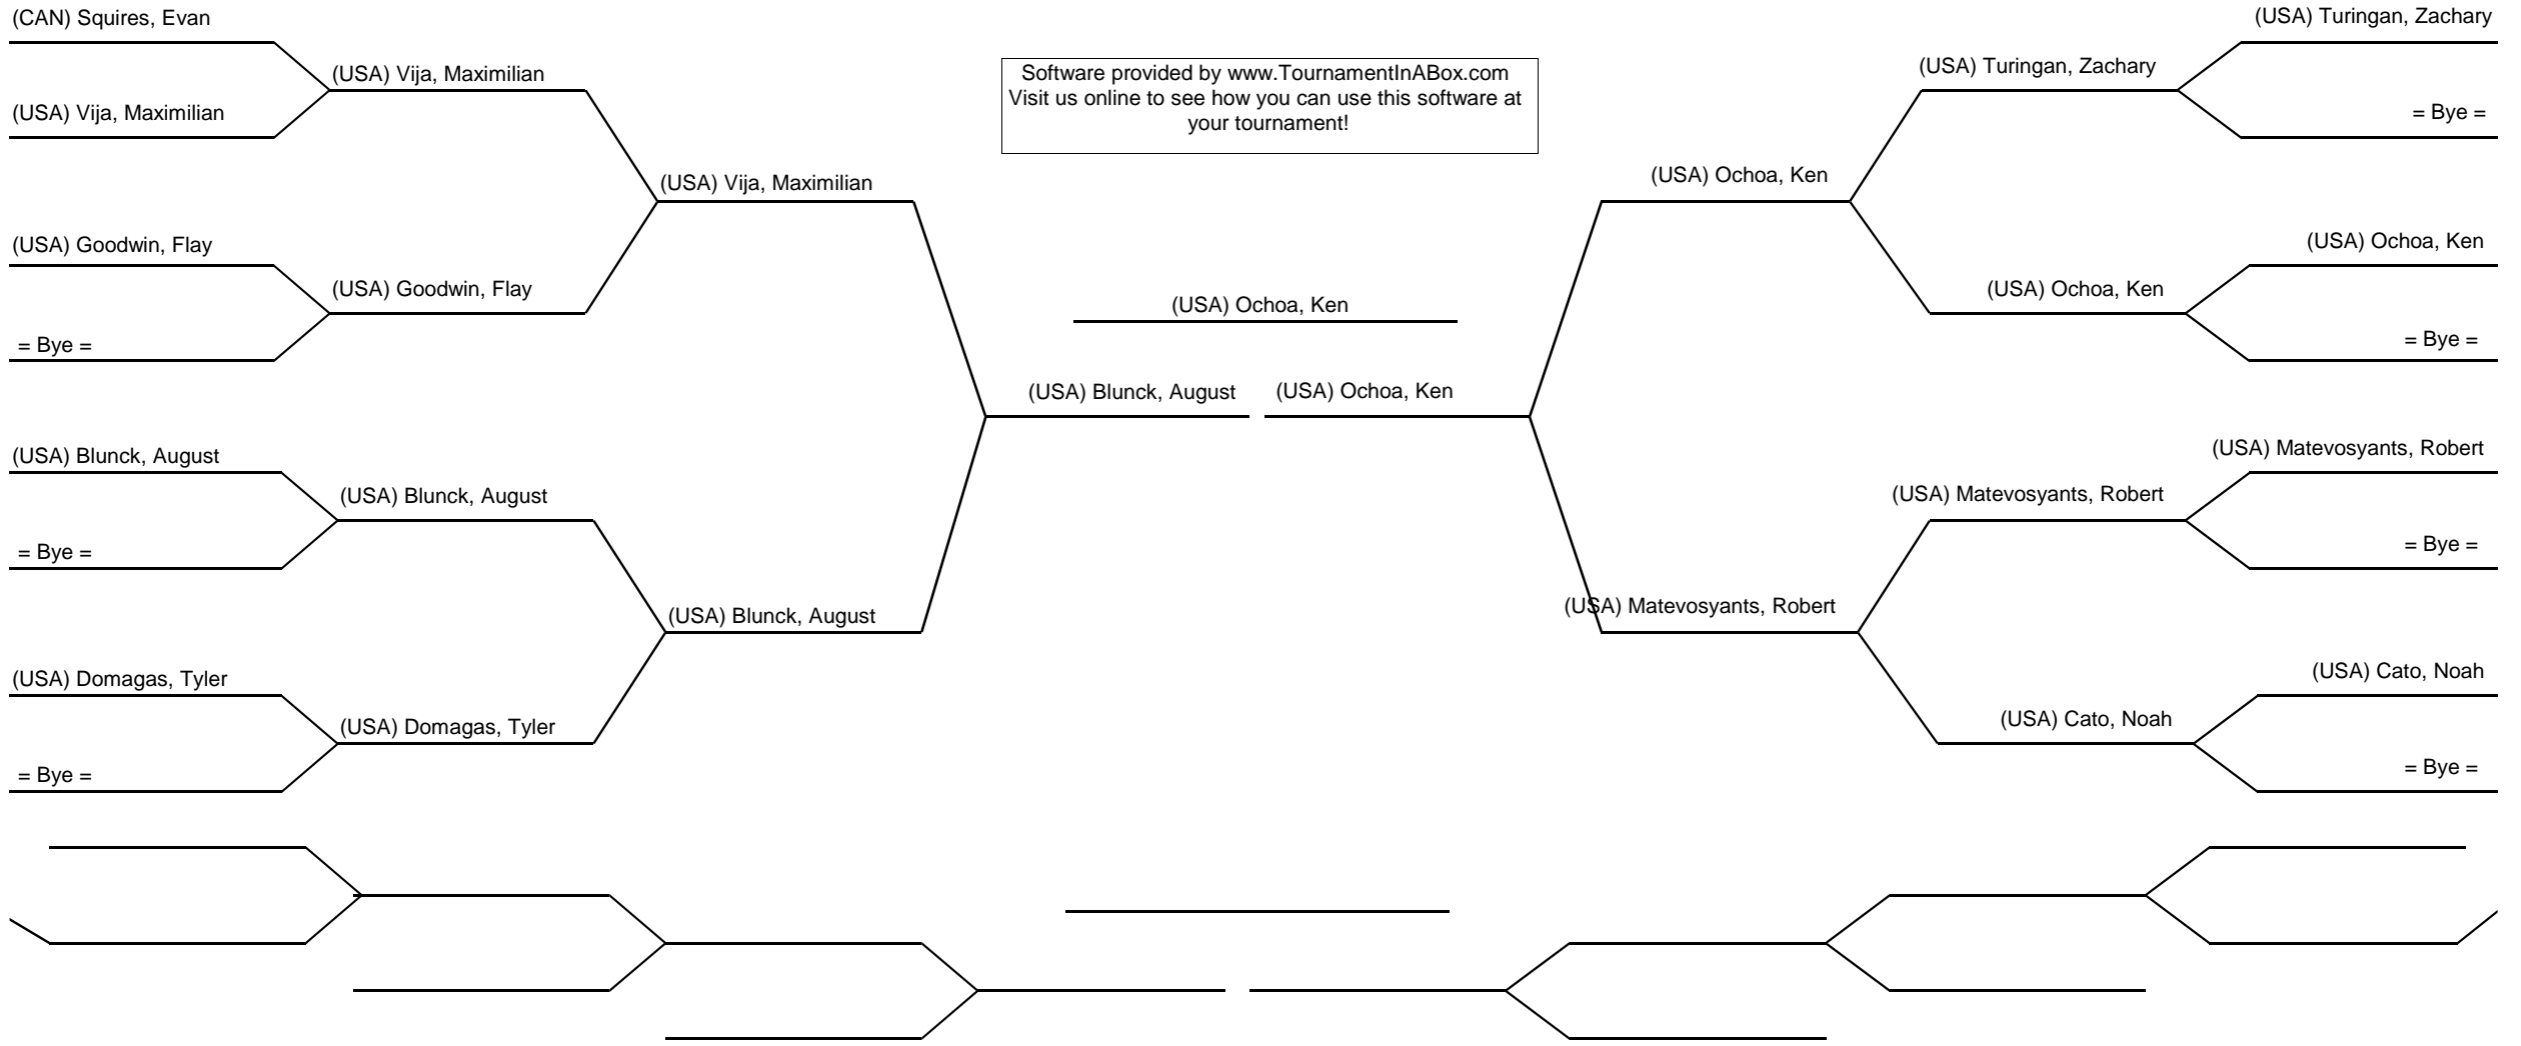 (CAN) Squires, Evan
(USA) Vija, Maximilian
(USA) Goodwin, Flay
= Bye =
(USA) Blunck, August
= Bye =
(USA) Domagas, Tyler
= Bye =
(USA) Vija, Maximilian
(USA) Goodwin, Flay
(USA) Blunck, August
(USA) Domagas, Tyler
(USA) Vija, Maximilian
(USA) Blunck, August
Software provided by www.TournamentInABox.com
Visit us online to see how you can use this software at
your tournament!
(USA) Ochoa, Ken
(USA) Blunck, August
(USA) Ochoa, Ken
(USA) Ochoa, Ken
(USA) Matevosyants, Robert
(USA) Turingan, Zachary
(USA) Ochoa, Ken
(USA) Matevosyants, Robert
(USA) Cato, Noah
(USA) Turingan, Zachary
= Bye =
(USA) Ochoa, Ken
= Bye =
(USA) Matevosyants, Robert
= Bye =
(USA) Cato, Noah
= Bye =